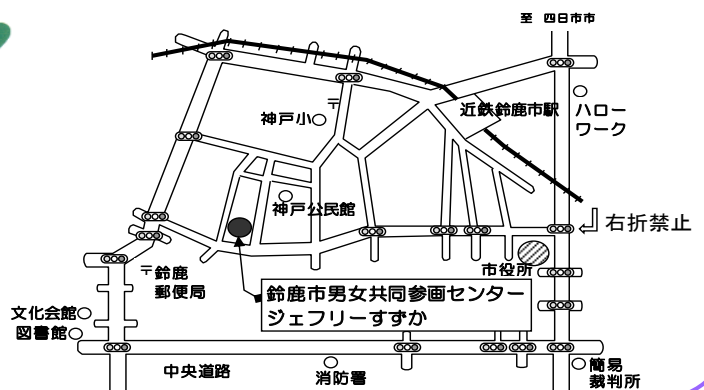 至 四日市市
近鉄鈴鹿市駅
ハロー
ワーク
〒
神戸小
神戸公民館
右折禁止
市役所
〒鈴鹿
郵便局
鈴鹿市男女共同参画センター
ジェフリーすずか
文化会館
図書館
中央道路
消防署
簡易
裁判所